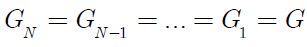 G_N = G_{N−1} = ... = G_1 = G